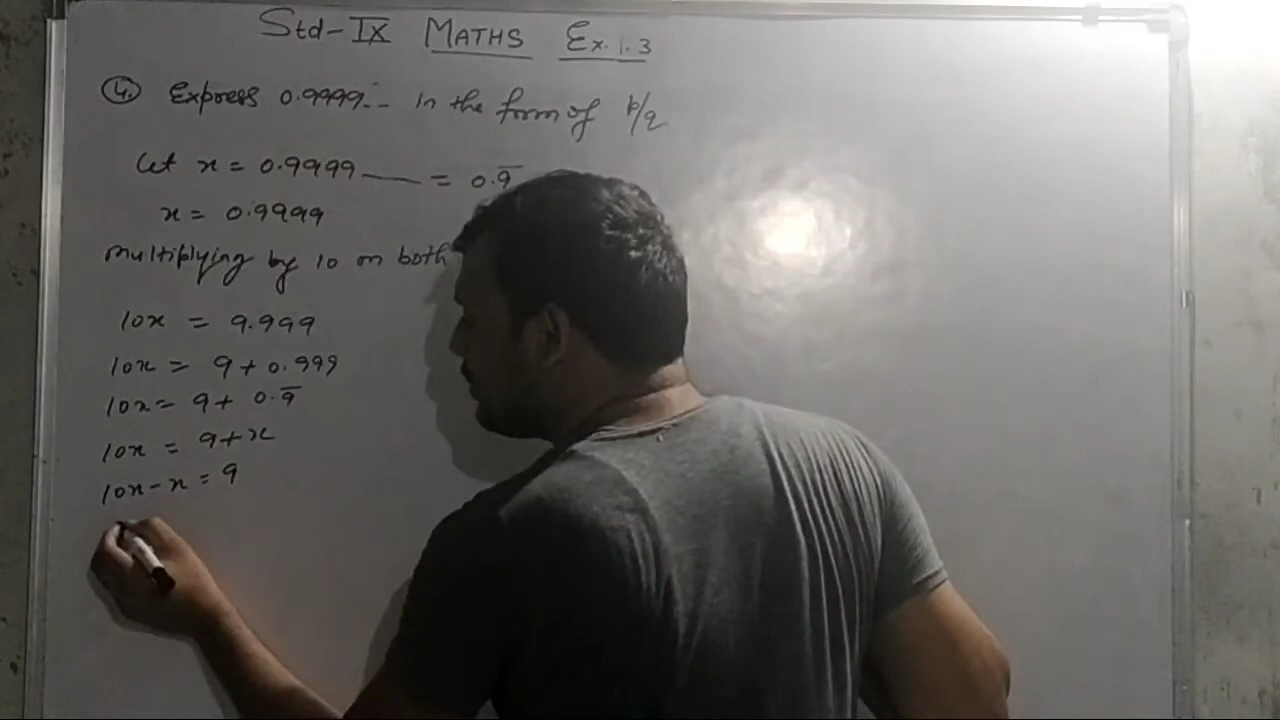 Std-IX MATHS Ex.1.3
4. Express 0.9999... in the form of p/q
Let x = 0.9999 —— = 0.9̅
x = 0.9999
Multiplying by 10 on both
10x = 9.999
10x = 9+0.999
10x = 9+ 0.9̅
10x = 9+x
10x-x = 9